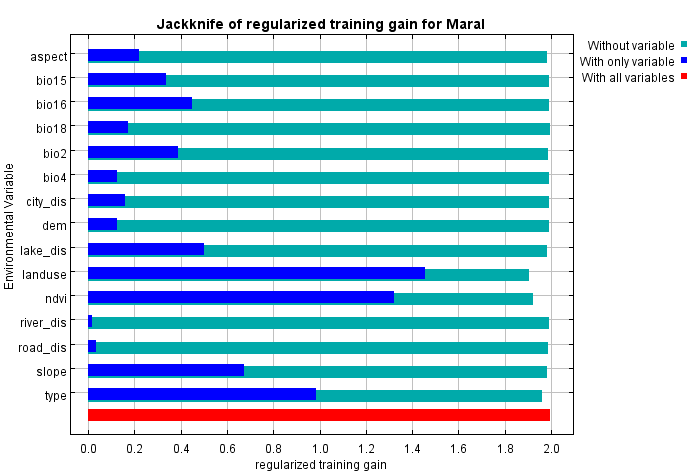 Jackknife of regularized training gain for Maral
Without variable
With only variable
With all variables
Environmental Variable
aspect
bio15
bio16
bio18
bio2
bio4
city_dis
dem
lake_dis
landuse
ndvi
river_dis
road_dis
slope
type
0.0 0.2 0.4 0.6 0.8 1.0 1.2 1.4 1.6 1.8 2.0
regularized training gain